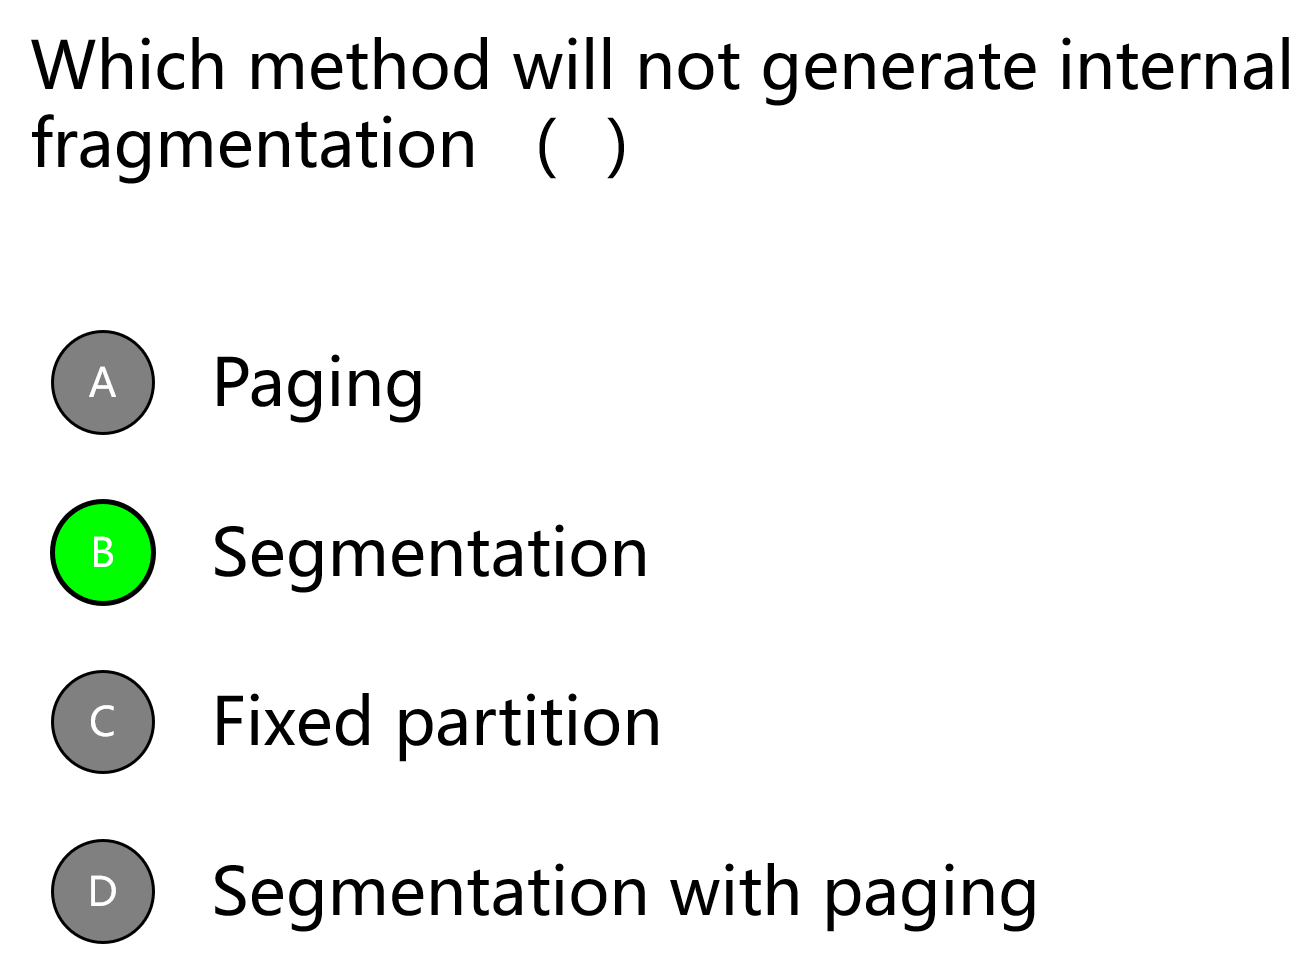 Which method will not generate internal
fragmentation （ ）
A Paging
B Segmentation
C Fixed partition
D Segmentation with paging